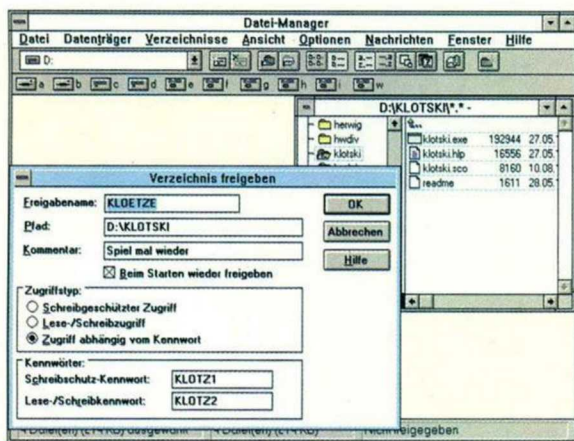 Datei-Manager
Datei Datenträger Verzeichnisse Ansicht Optionen Nachrichten Fenster Hilfe
D:
a b c d e f g h i w
D:\KLOTSKI\*.* -
herwig
hwdiv
klotski
klotski.exe 192944 27.05.
klotski.hlp 16556 27.05.
klotski.sco 8160 10.08.
readme 1611 28.05.
Verzeichnis freigeben
Freigabename: KLOETZE
OK
Pfad: D:\KLOTSKI
Abbrechen
Kommentar: Spiel mal wieder
Hilfe
Beim Starten wieder freigeben
Zugriffstyp:
Schreibgeschützter Zugriff
Lese-/Schreibzugriff
Zugriff abhängig vom Kennwort
Kennwörter:
Schreibschutz-Kennwort: KLOTZ1
Lese-/Schreibkennwort: KLOTZ2